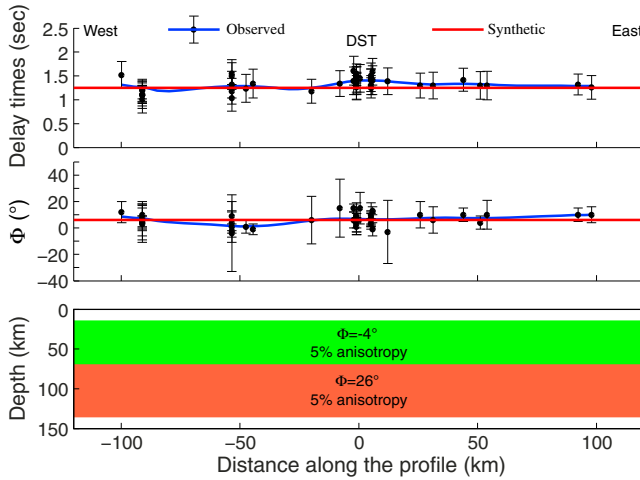 West Observed Synthetic East
DST
Delay times (sec)
2.5
2
1.5
1
0.5
0
Φ (°)
40
20
0
−20
−40
Depth (km)
0
50
100
150
Φ=-4°
5% anisotropy
Φ=26°
5% anisotropy
−100 −50 0 50 100
Distance along the profile (km)